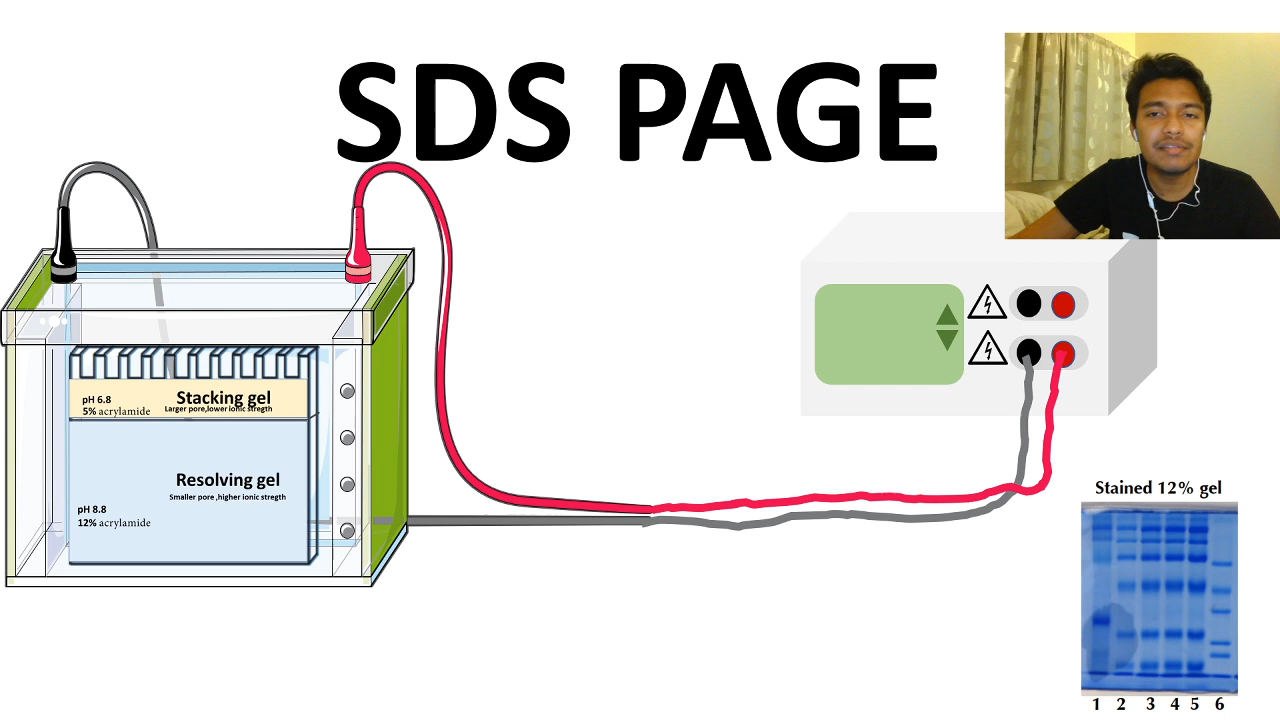 SDS PAGE
Stacking gel
Larger pore,lower ionic stregth
pH 6.8
5% acrylamide
Resolving gel
Smaller pore ,higher ionic stregth
pH 8.8
12% acrylamide
Stained 12% gel
1 2 3 4 5 6